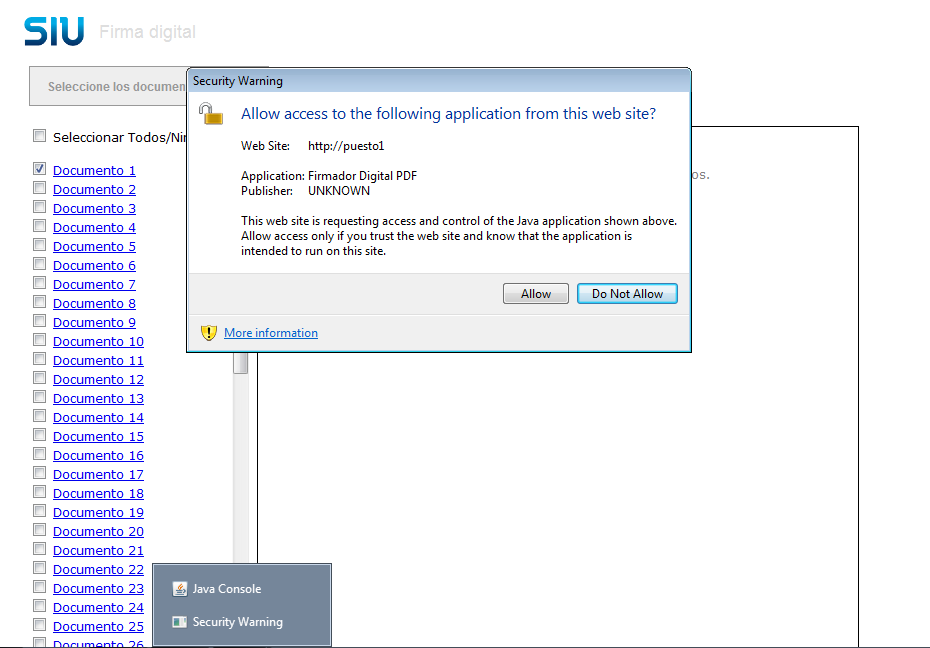 SIU Firma digital
Seleccione los documen
Security Warning
Allow access to the following application from this web site?
Web Site: http://puesto1
Application: Firmador Digital PDF
Publisher: UNKNOWN
This web site is requesting access and control of the Java application shown above.
Allow access only if you trust the web site and know that the application is
intended to run on this site.
Allow
Do Not Allow
More information
os.
Seleccionar Todos/Nin
Documento 1
Documento 2
Documento 3
Documento 4
Documento 5
Documento 6
Documento 7
Documento 8
Documento 9
Documento 10
Documento 11
Documento 12
Documento 13
Documento 14
Documento 15
Documento 16
Documento 17
Documento 18
Documento 19
Documento 20
Documento 21
Documento 22
Documento 23
Documento 24
Documento 25
Documento 26
Java Console
Security Warning